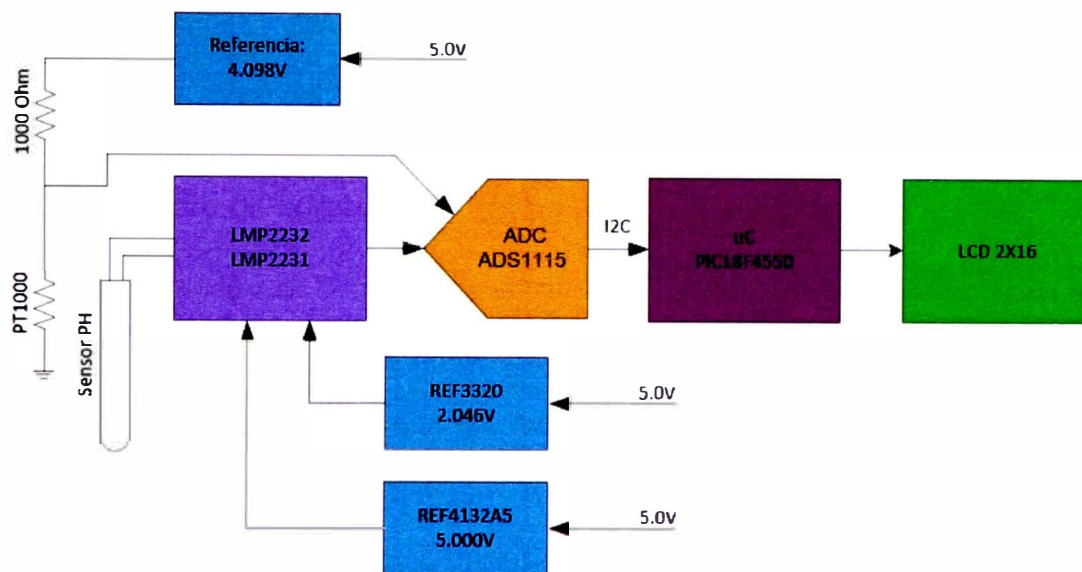 Referencia:
4.098V
5.0V
1000 Ohm
PT1000
Sensor PH
LMP2232
LMP2231
ADC
ADS1115
I2C
uC
PIC18F4550
LCD 2X16
REF3320
2.046V
5.0V
REF4132A5
5.000V
5.0V